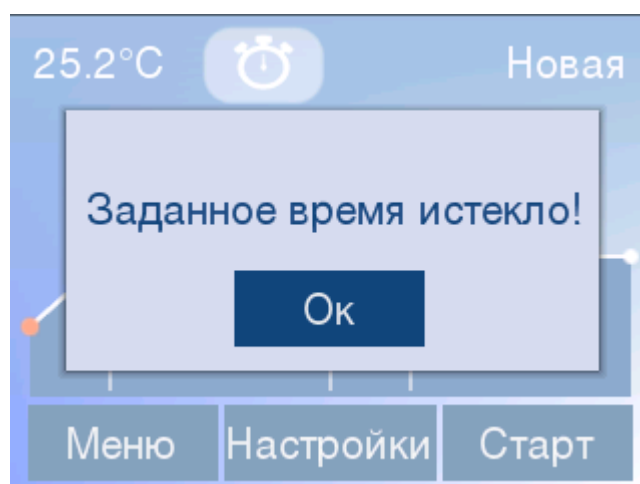 25.2°C
Новая
Заданное время истекло!
Ок
Меню
Настройки
Старт